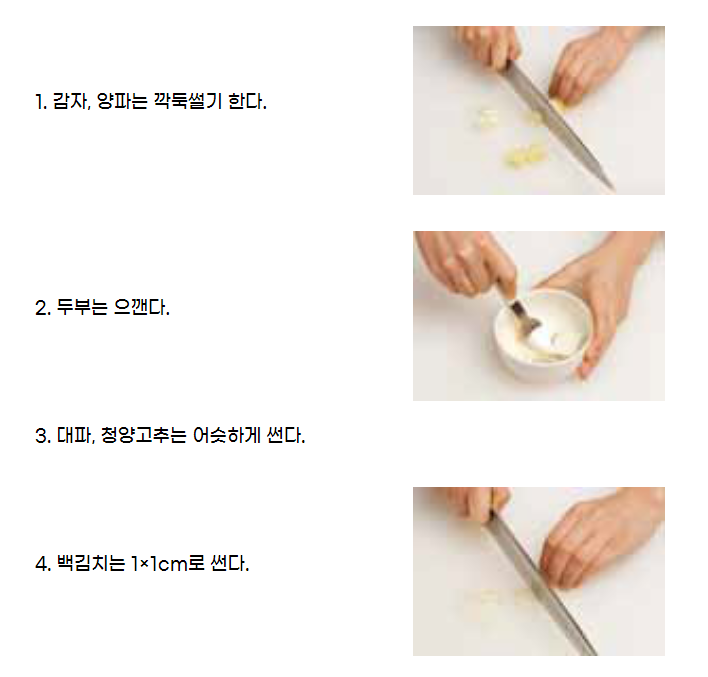 1. 감자, 양파는 깍둑썰기 한다.
2. 두부는 으깬다.
3. 대파, 청양고추는 어슷하게 썬다.
4. 백김치는 1×1cm로 썬다.